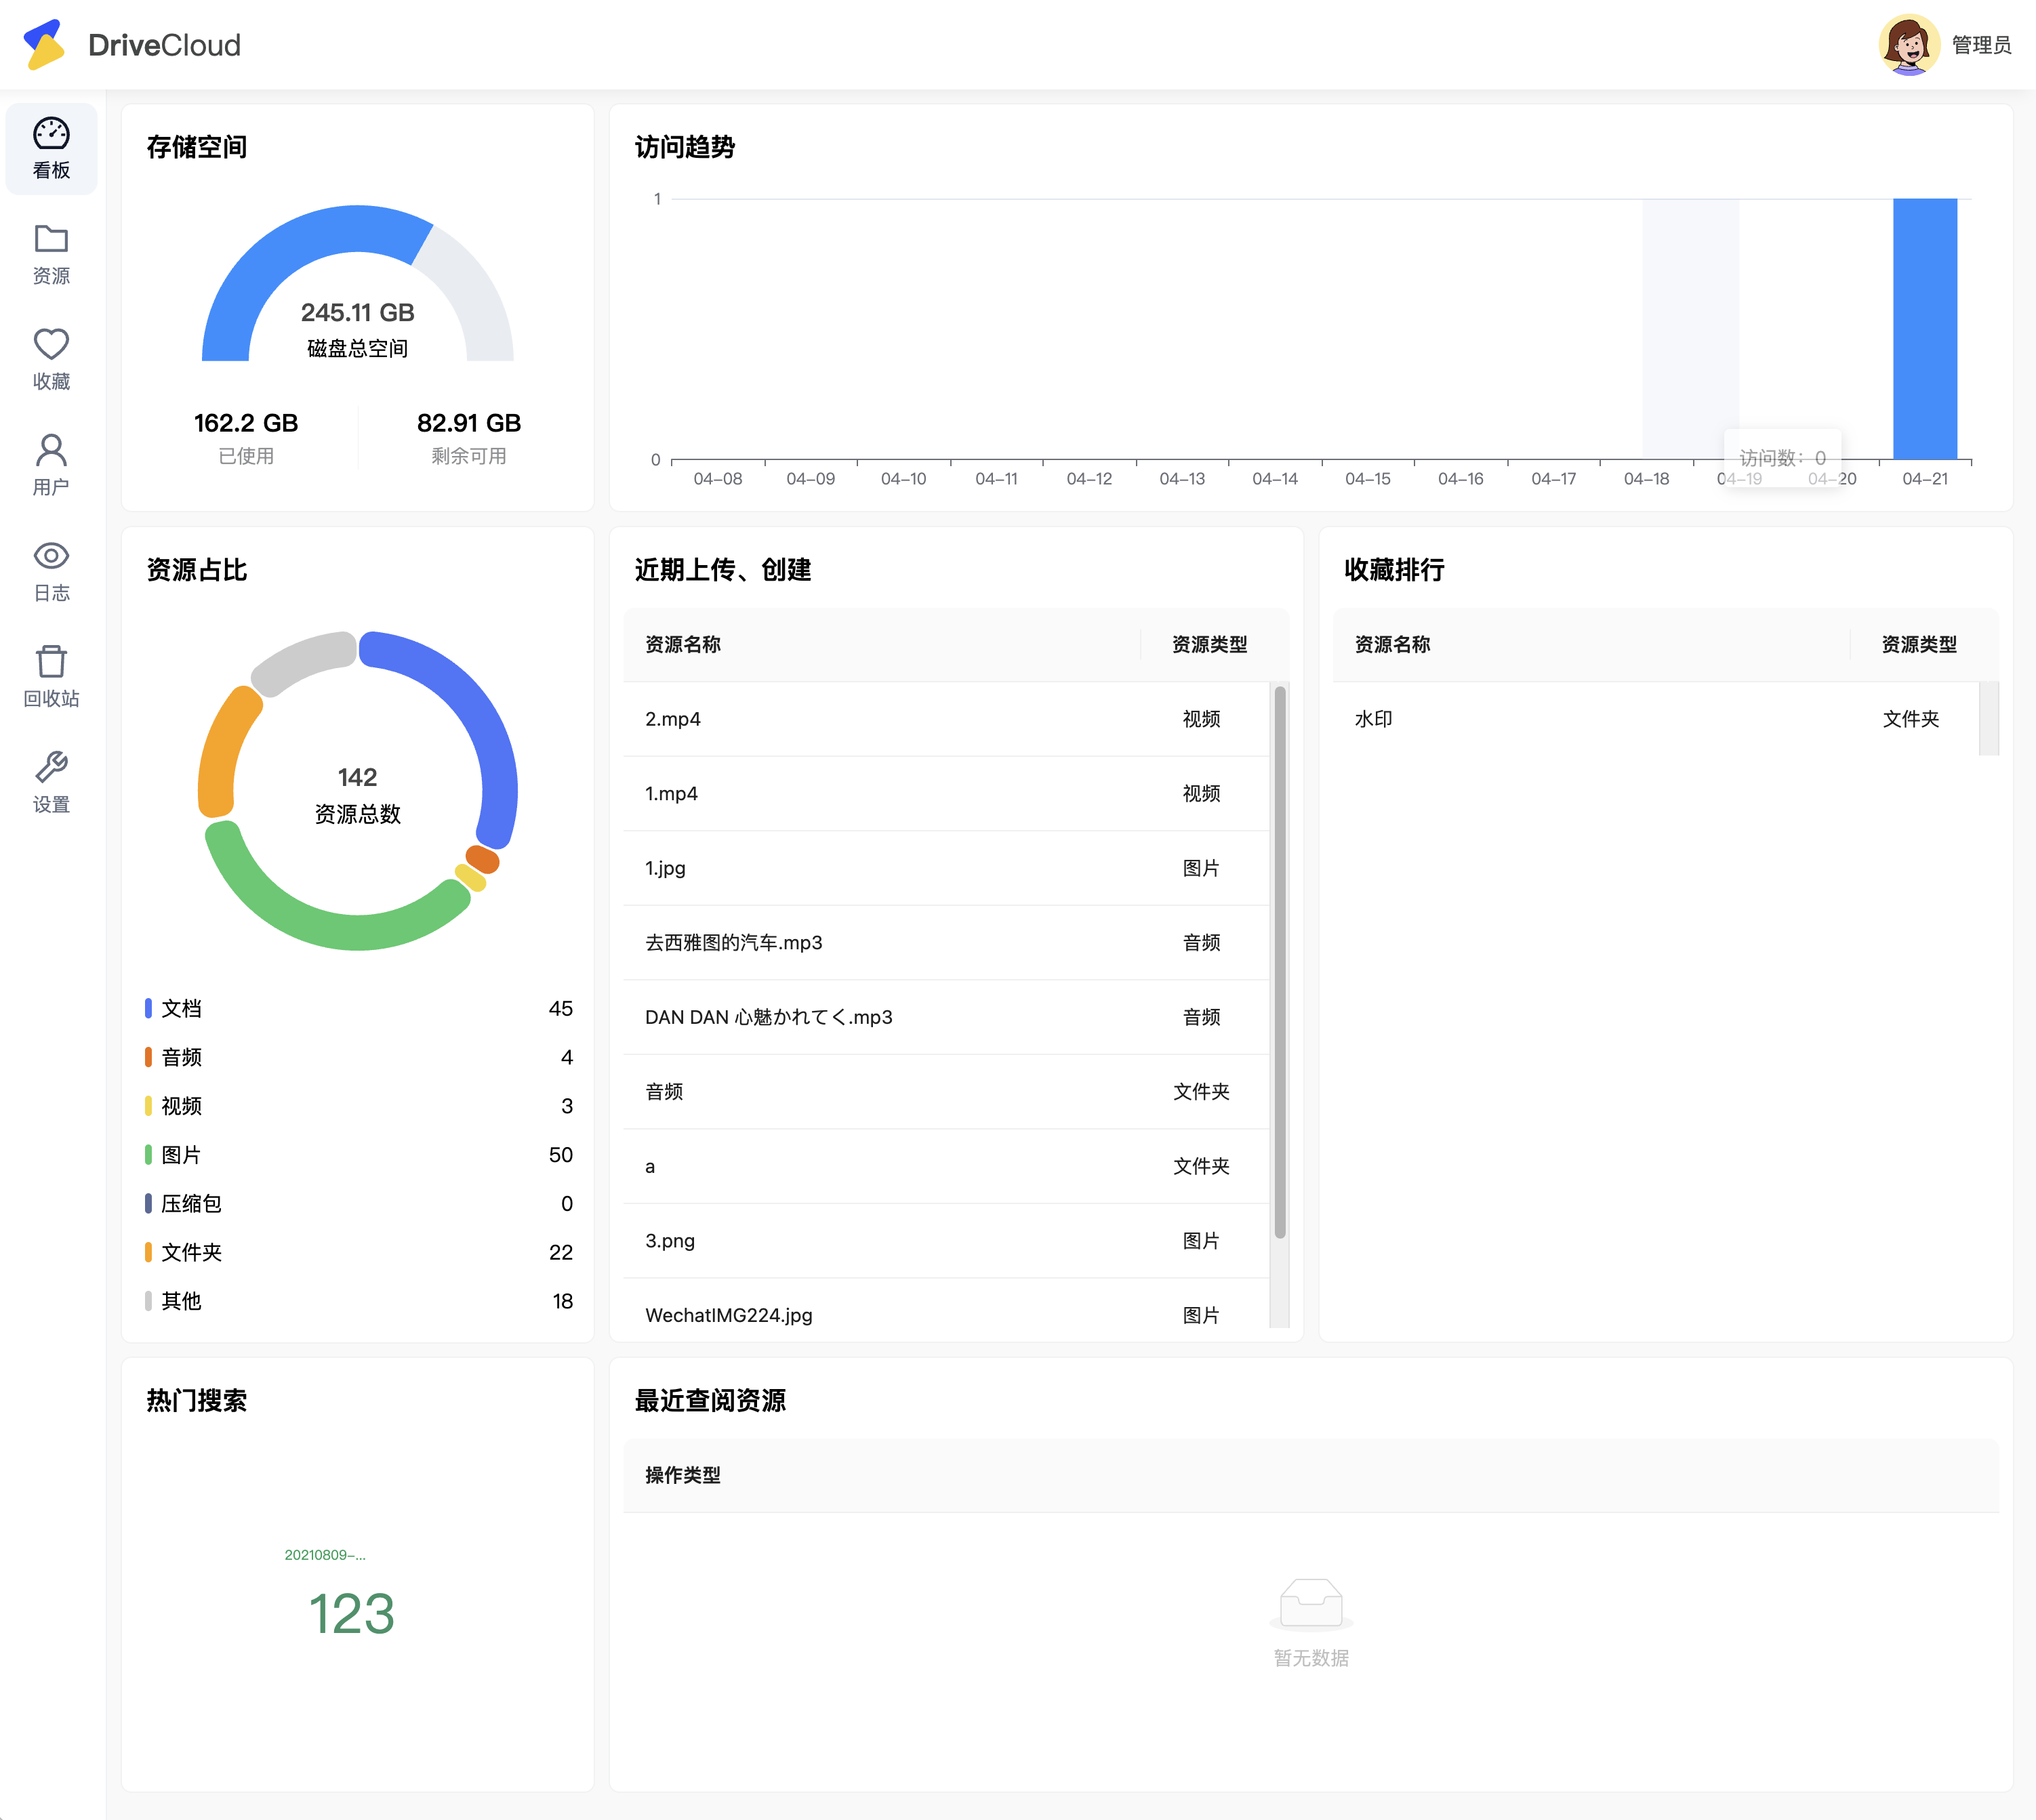 DriveCloud
管理员
看板
资源
收藏
用户
日志
回收站
设置
存储空间
245.11 GB
磁盘总空间
162.2 GB
已使用
82.91 GB
剩余可用
访问趋势
1
0
04-08 04-09 04-10 04-11 04-12 04-13 04-14 04-15 04-16 04-17 04-18 04-19 04-20 04-21
访问数：0
资源占比
142
资源总数
文档 45
音频 4
视频 3
图片 50
压缩包 0
文件夹 22
其他 18
近期上传、创建
资源名称 资源类型
2.mp4 视频
1.mp4 视频
1.jpg 图片
去西雅图的汽车.mp3 音频
DAN DAN 心魅かれてく.mp3 音频
音频 文件夹
a 文件夹
3.png 图片
WechatIMG224.jpg 图片
收藏排行
资源名称 资源类型
水印 文件夹
热门搜索
20210809-...
123
最近查阅资源
操作类型
暂无数据